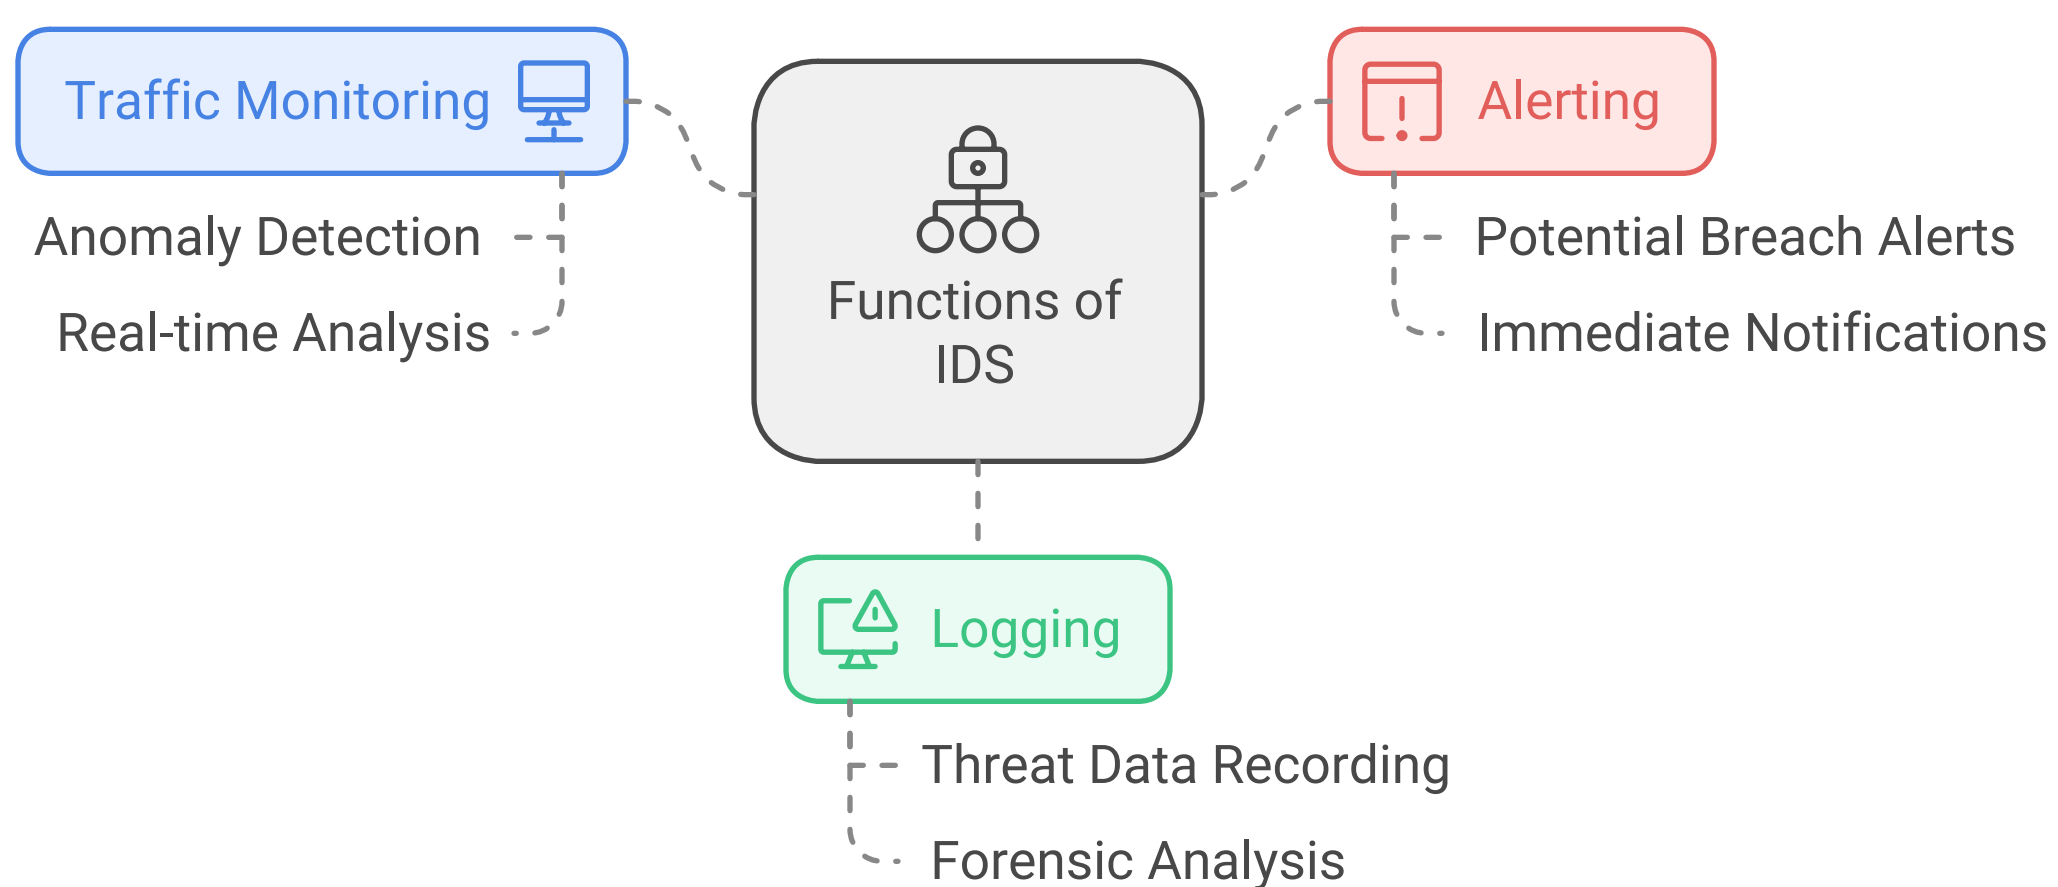 Traffic Monitoring
Anomaly Detection
Real-time Analysis
Functions of
IDS
Alerting
Potential Breach Alerts
Immediate Notifications
Logging
Threat Data Recording
Forensic Analysis